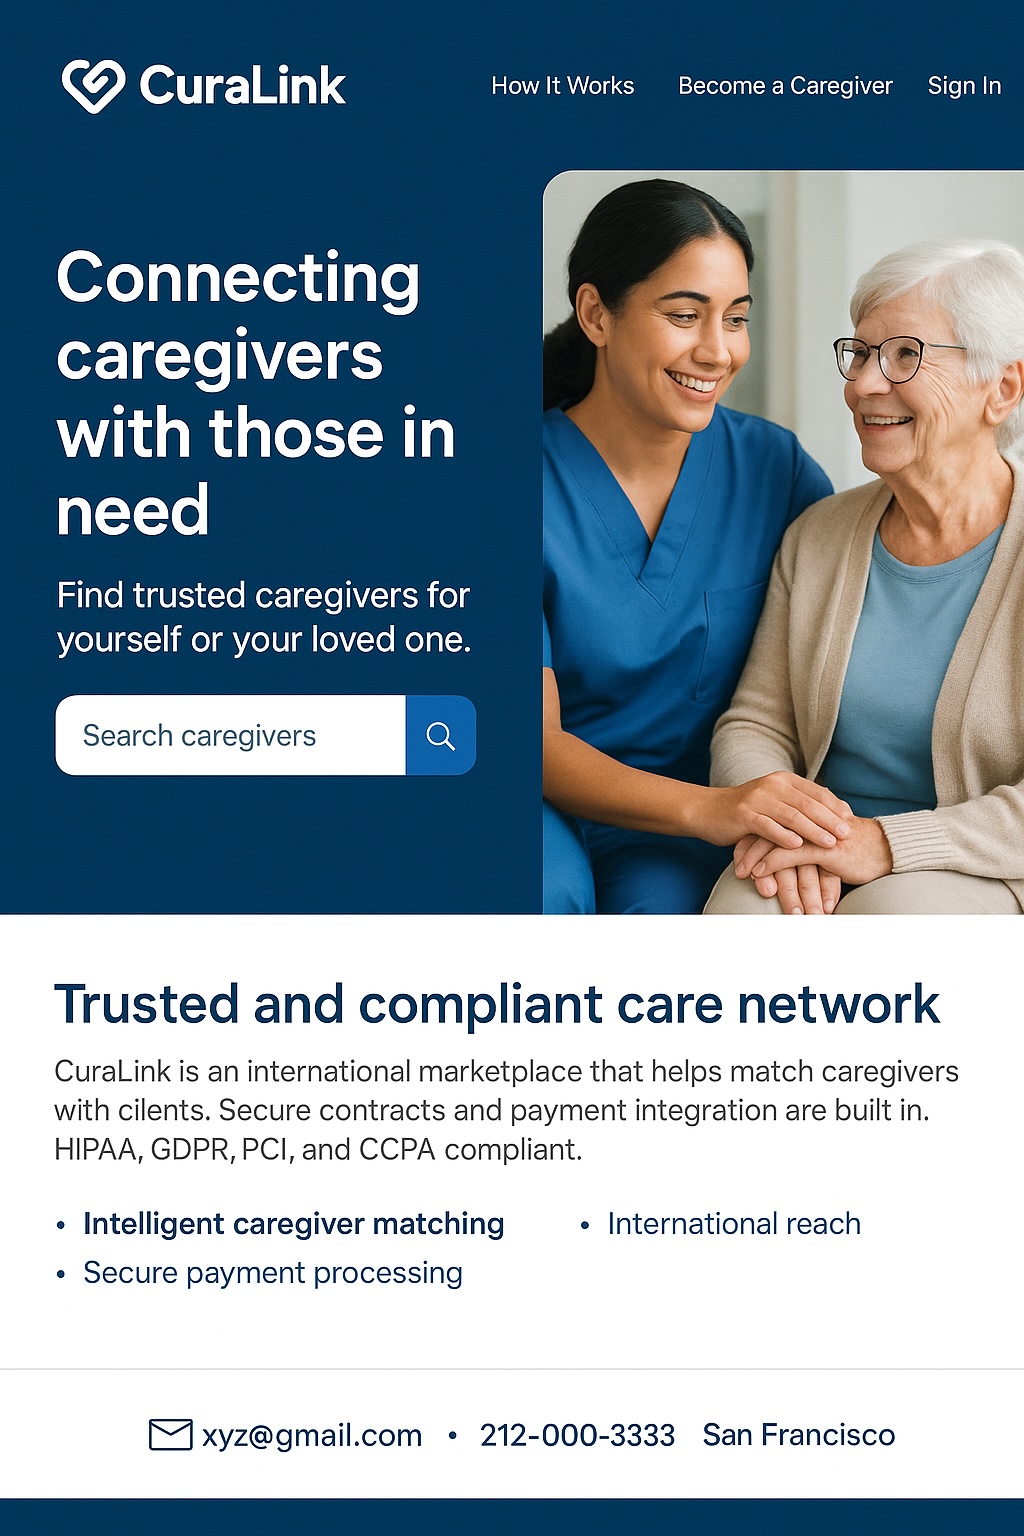 CuraLink
How It Works
Become a Caregiver
Sign In
Connecting
caregivers
with those in
need
Find trusted caregivers for
yourself or your loved one.
Search caregivers
Trusted and compliant care network
CuraLink is an international marketplace that helps match caregivers
with cilents. Secure contracts and payment integration are built in.
HIPAA, GDPR, PCI, and CCPA compliant.
• Intelligent caregiver matching
• International reach
• Secure payment processing
xyz@gmail.com • 212-000-3333 San Francisco